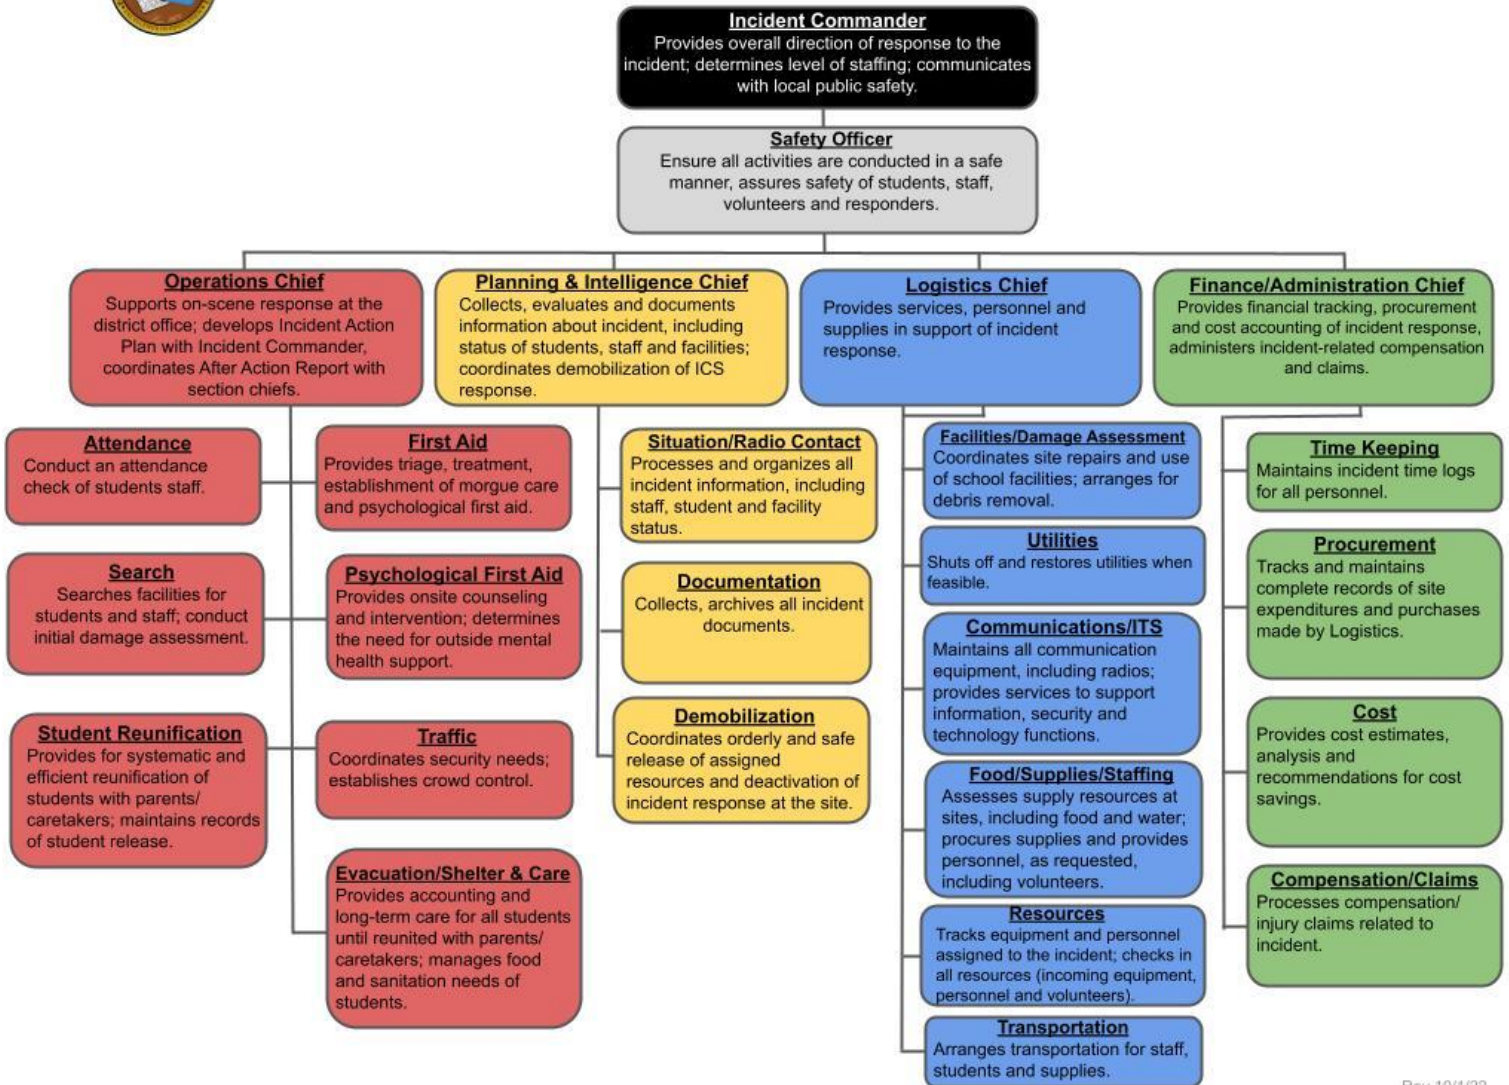 Incident Commander
Provides overall direction of response to the
incident; determines level of staffing; communicates
with local public safety.
Safety Officer
Ensure all activities are conducted in a safe
manner, assures safety of students, staff,
volunteers and responders.
Operations Chief
Supports on-scene response at the
district office; develops Incident Action
Plan with Incident Commander,
coordinates After Action Report with
section chiefs.
Planning & Intelligence Chief
Collects, evaluates and documents
information about incident, including
status of students, staff and facilities;
coordinates demobilization of ICS
response.
Logistics Chief
Provides services, personnel and
supplies in support of incident
response.
Finance/Administration Chief
Provides financial tracking, procurement
and cost accounting of incident response,
administers incident-related compensation
and claims.
Attendance
Conduct an attendance
check of students staff.
Search
Searches facilities for
students and staff; conduct
initial damage assessment.
Student Reunification
Provides for systematic and
efficient reunification of
students with parents/
caretakers; maintains records
of student release.
First Aid
Provides triage, treatment,
establishment of morgue care
and psychological first aid.
Psychological First Aid
Provides onsite counseling
and intervention; determines
the need for outside mental
health support.
Traffic
Coordinates security needs;
establishes crowd control.
Evacuation/Shelter & Care
Provides accounting and
long-term care for all students
until reunited with parents/
caretakers; manages food
and sanitation needs of
students.
Situation/Radio Contact
Processes and organizes all
incident information, including
staff, student and facility
status.
Documentation
Collects, archives all incident
documents.
Demobilization
Coordinates orderly and safe
release of assigned
resources and deactivation of
incident response at the site.
Facilities/Damage Assessment
Coordinates site repairs and use
of school facilities; arranges for
debris removal.
Utilities
Shuts off and restores utilities when
feasible.
Communications/ITS
Maintains all communication
equipment, including radios;
provides services to support
information, security and
technology functions.
Food/Supplies/Staffing
Assesses supply resources at
sites, including food and water;
procures supplies and provides
personnel, as requested,
including volunteers.
Resources
Tracks equipment and personnel
assigned to the incident; checks in
all resources (incoming equipment,
personnel and volunteers).
Transportation
Arranges transportation for staff,
students and supplies.
Time Keeping
Maintains incident time logs
for all personnel.
Procurement
Tracks and maintains
complete records of site
expenditures and purchases
made by Logistics.
Cost
Provides cost estimates,
analysis and
recommendations for cost
savings.
Compensation/Claims
Processes compensation/
injury claims related to
incident.